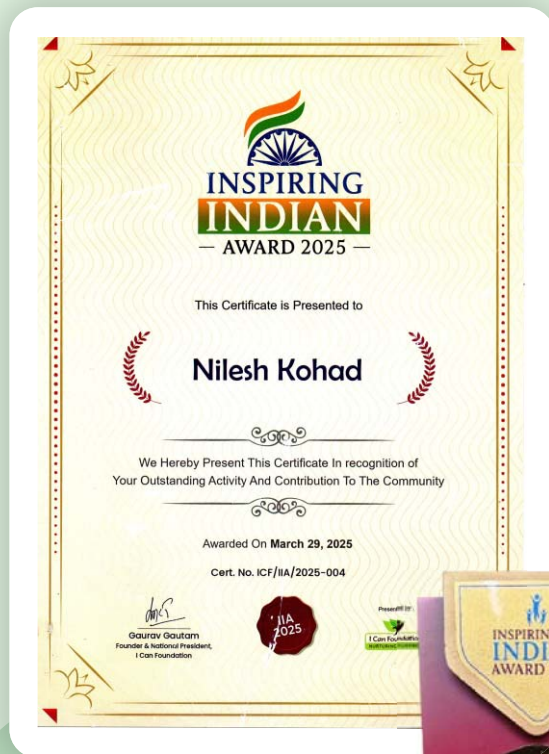 INSPIRING
INDIAN
— AWARD 2025 —
This Certificate is Presented to
Nilesh Kohad
We Hereby Present This Certificate In recognition of
Your Outstanding Activity And Contribution To The Community
Awarded On March 29, 2025
Cert. No. ICF/IIA/2025-004
Gaurav Gautam
Founder & National President,
I Can Foundation
IIA
2025
Presented by
I Can Foundation
INSPIRIN
INDI
AWARD